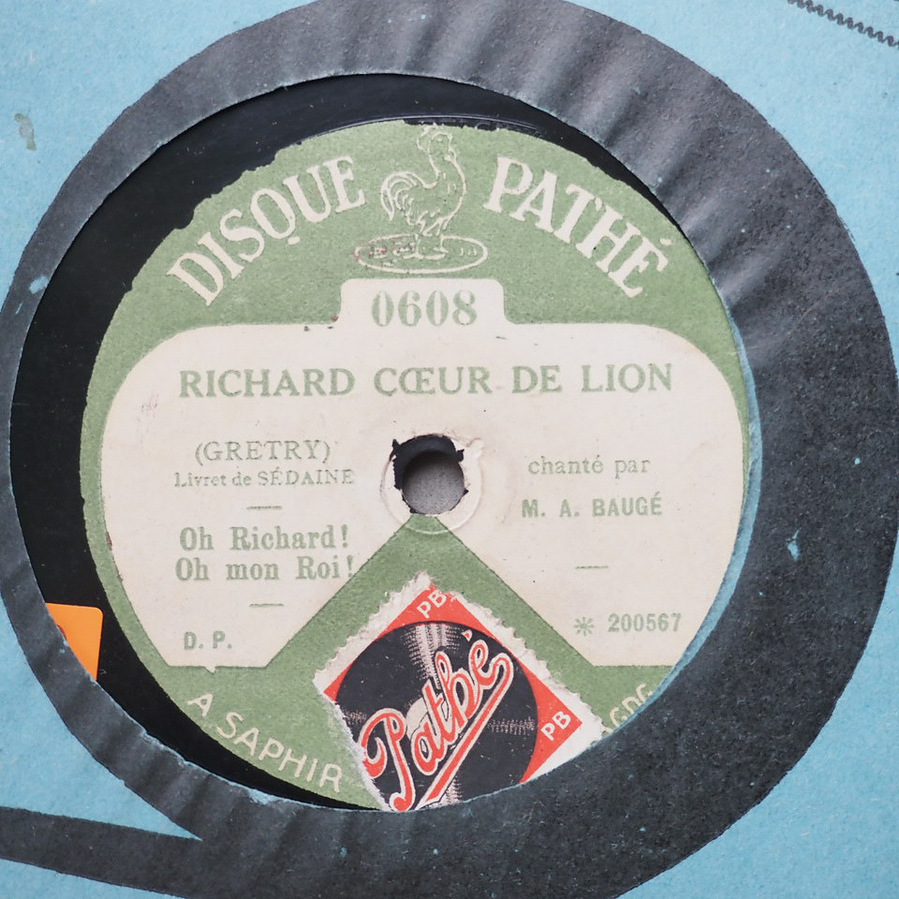 DISQUE PATHÉ
0608
RICHARD CŒUR DE LION
(GRETRY)
Livret de SÉDAINE
Oh Richard!
Oh mon Roi!
D. P.
chanté par
M. A. BAUGÉ
* 200567
A. SAPHIR
PB
Pathé
PB